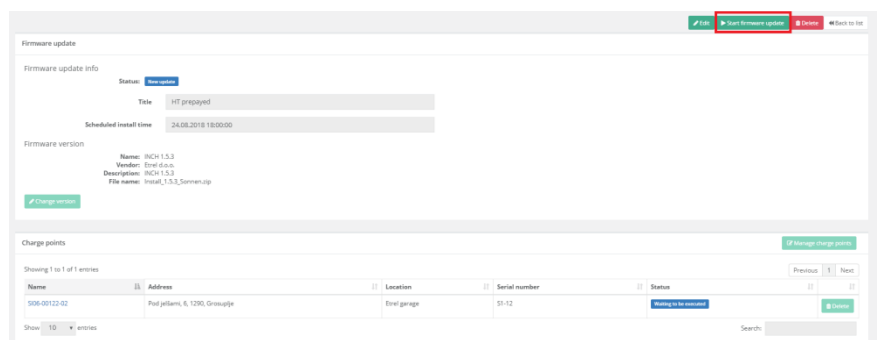 Edit Start firmware update Delete Back to list
Firmware update
Firmware update info
Status: New update
Title HT prepayed
Scheduled install time 24.08.2018 18:00:00
Firmware version
Name: INCH 1.5.3
Vendor: Etrel d.o.o.
Description: INCH 1.5.3
File name: Install_1.5.3_Sonnen.zip
Change version
Charge points Manage charge points
Showing 1 to 1 of 1 entries Previous 1 Next
Name Address Location Serial number Status
SI08-00122-02 Pod jelšami, 6, 1290, Grosuplje Etrel garage S1-12 Waiting to be executed Delete
Show 10 entries Search: